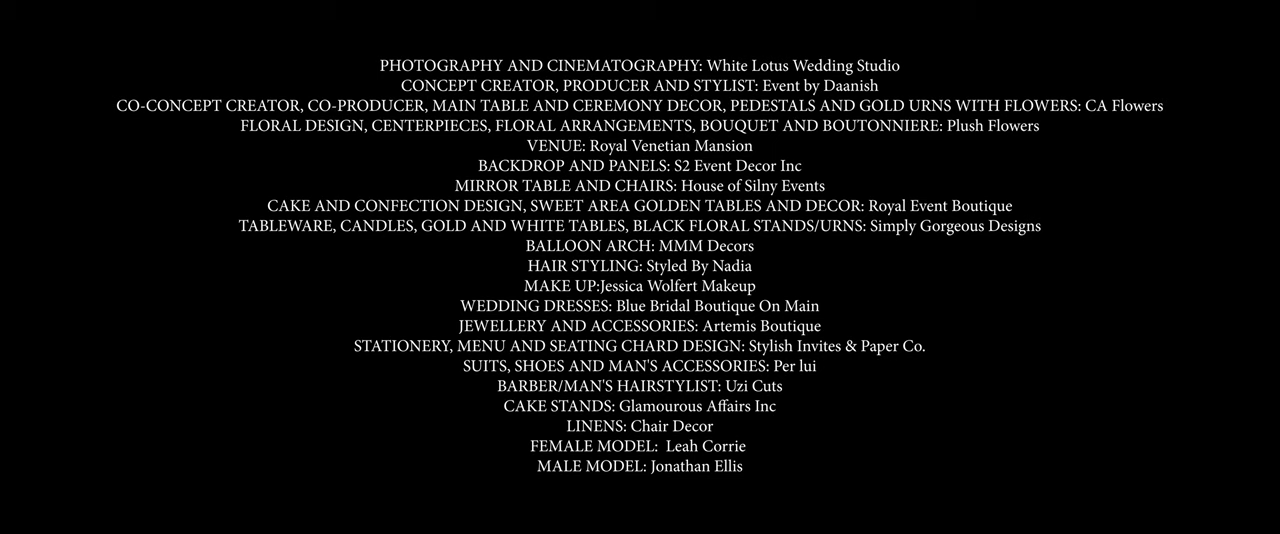 PHOTOGRAPHY AND CINEMATOGRAPHY: White Lotus Wedding Studio
CONCEPT CREATOR, PRODUCER AND STYLIST: Event by Daanish
CO-CONCEPT CREATOR, CO-PRODUCER, MAIN TABLE AND CEREMONY DECOR, PEDESTALS AND GOLD URNS WITH FLOWERS: CA Flowers
FLORAL DESIGN, CENTERPIECES, FLORAL ARRANGEMENTS, BOUQUET AND BOUTONNIERE: Plush Flowers
VENUE: Royal Venetian Mansion
BACKDROP AND PANELS: S2 Event Decor Inc
MIRROR TABLE AND CHAIRS: House of Silny Events
CAKE AND CONFECTION DESIGN, SWEET AREA GOLDEN TABLES AND DECOR: Royal Event Boutique
TABLEWARE, CANDLES, GOLD AND WHITE TABLES, BLACK FLORAL STANDS/URNS: Simply Gorgeous Designs
BALLOON ARCH: MMM Decors
HAIR STYLING: Styled By Nadia
MAKE UP:Jessica Wolfert Makeup
WEDDING DRESSES: Blue Bridal Boutique On Main
JEWELLERY AND ACCESSORIES: Artemis Boutique
STATIONERY, MENU AND SEATING CHARD DESIGN: Stylish Invites & Paper Co.
SUITS, SHOES AND MAN'S ACCESSORIES: Per lui
BARBER/MAN'S HAIRSTYLIST: Uzi Cuts
CAKE STANDS: Glamourous Affairs Inc
LINENS: Chair Decor
FEMALE MODEL:  Leah Corrie
MALE MODEL: Jonathan Ellis